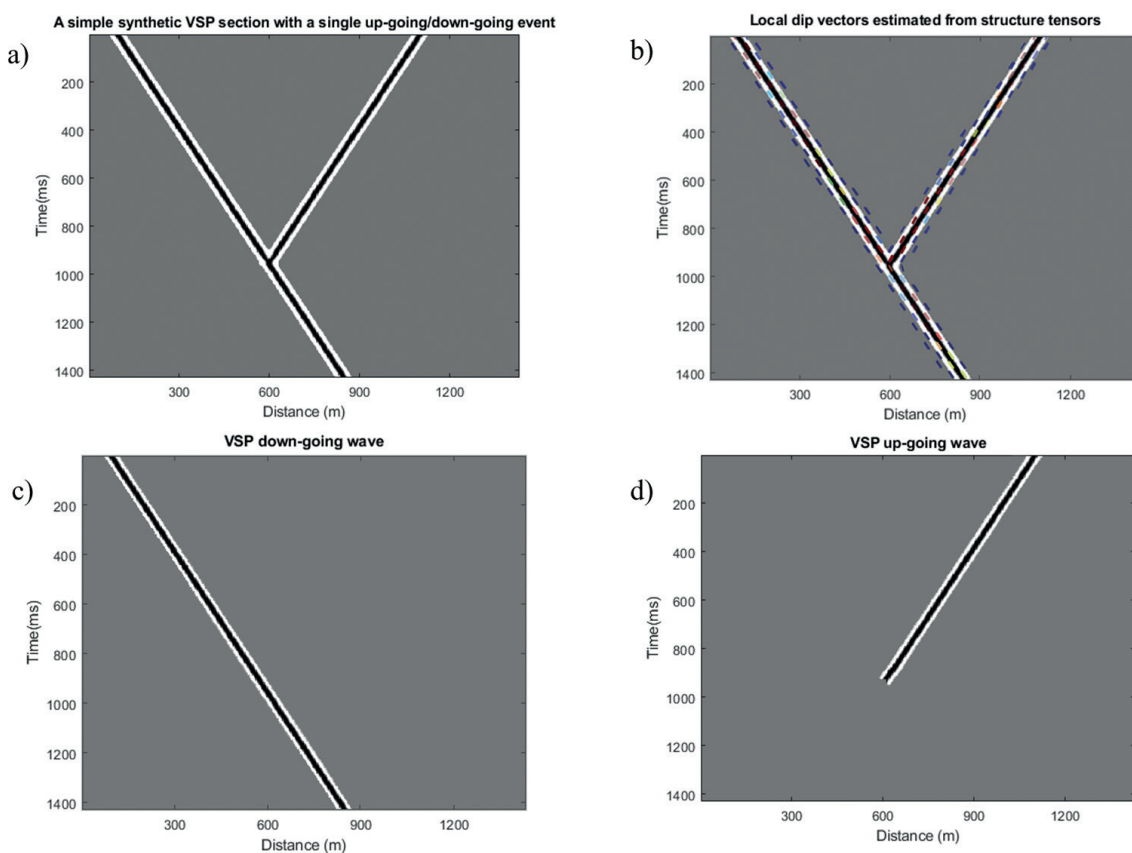 a)
A simple synthetic VSP section with a single up-going/down-going event
200
400
600
800
1000
1200
1400
Time(ms)
300 600 900 1200
Distance (m)
b)
Local dip vectors estimated from structure tensors
200
400
600
800
1000
1200
1400
Time(ms)
300 600 900 1200
Distance (m)
c)
VSP down-going wave
200
400
600
800
1000
1200
1400
Time(ms)
300 600 900 1200
Distance (m)
d)
VSP up-going wave
200
400
600
800
1000
1200
1400
Time(ms)
300 600 900 1200
Distance (m)